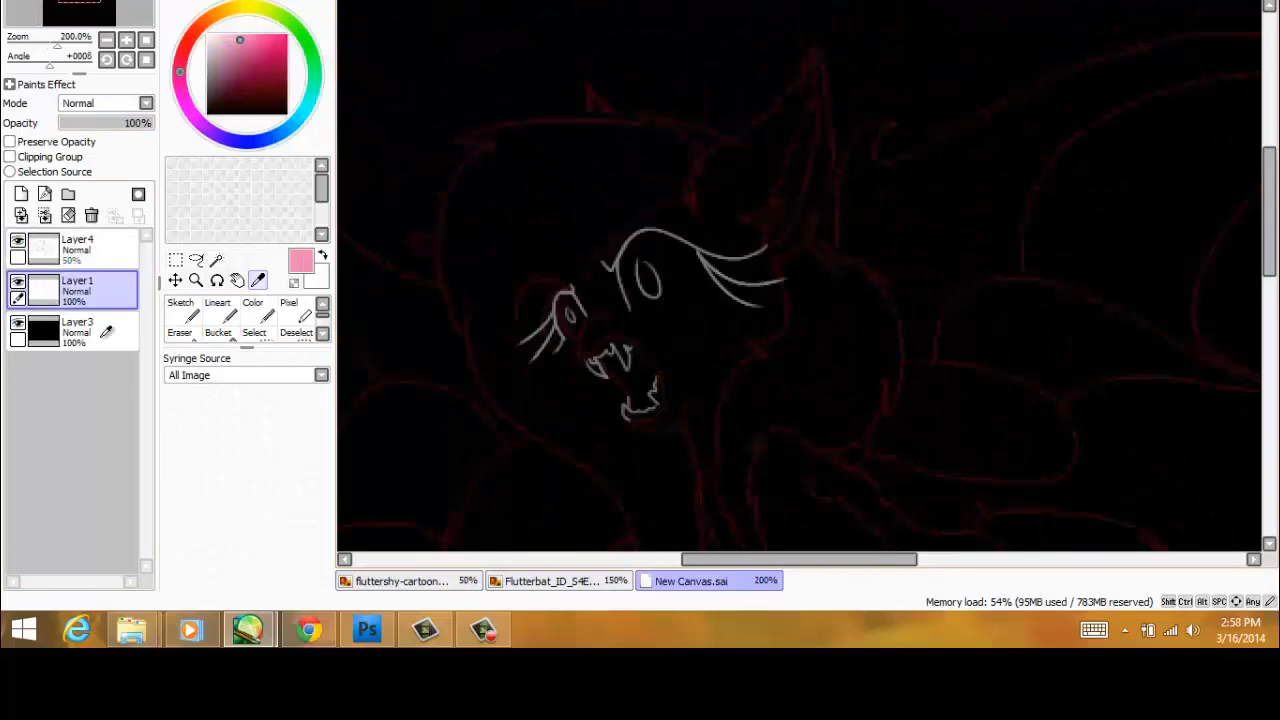 Zoom 200.0%
Angle +0008
Paints Effect
Mode Normal
Opacity 100%
Preserve Opacity
Clipping Group
Selection Source
Layer4
Normal
50%
Layer1
Normal
100%
Layer3
Normal
100%
Sketch Lineart Color Pixel
Eraser Bucket Select Deselect
Syringe Source
All Image
fluttershy-cartoon... 50% Flutterbat_ID_S4E... 150% New Canvas.sai 200%
Memory load: 54% (95MB used / 783MB reserved) Shift Ctrl Alt SPC Any
Ps
2:58 PM
3/16/2014